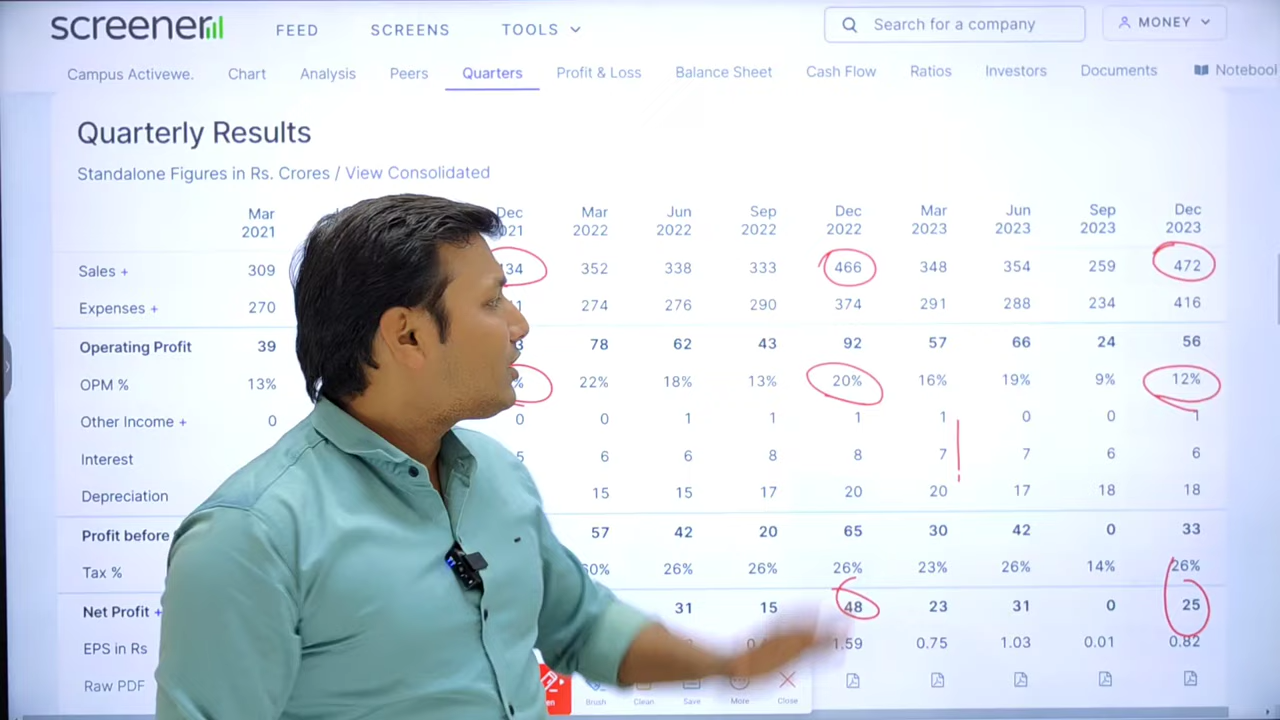 screener FEED SCREENS TOOLS Search for a company MONEY
Campus Activewe. Chart Analysis Peers Quarters Profit & Loss Balance Sheet Cash Flow Ratios Investors Documents Notebool
Quarterly Results
Standalone Figures in Rs. Crores / View Consolidated
Mar Dec Mar Jun Sep Dec Mar Jun Sep Dec
2021 2022 2022 2022 2022 2023 2023 2023 2023
Sales + 309 352 338 333 466 348 354 259 472
Expenses + 270 274 276 290 374 291 288 234 416
Operating Profit 39 78 62 43 92 57 66 24 56
OPM % 13% 22% 18% 13% 20% 16% 19% 9% 12%
Other Income + 0 0 0 1 1 1 1 0 0 1
Interest 5 6 6 8 8 7 7 6 6
Depreciation 15 15 17 20 20 17 18 18
Profit before 57 42 20 65 30 42 0 33
Tax % 26% 26% 26% 23% 26% 14% 26%
Net Profit + 31 15 48 23 31 0 25
EPS in Rs 1.59 0.75 1.03 0.01 0.82
Raw PDF
Brush Clean Save More Close